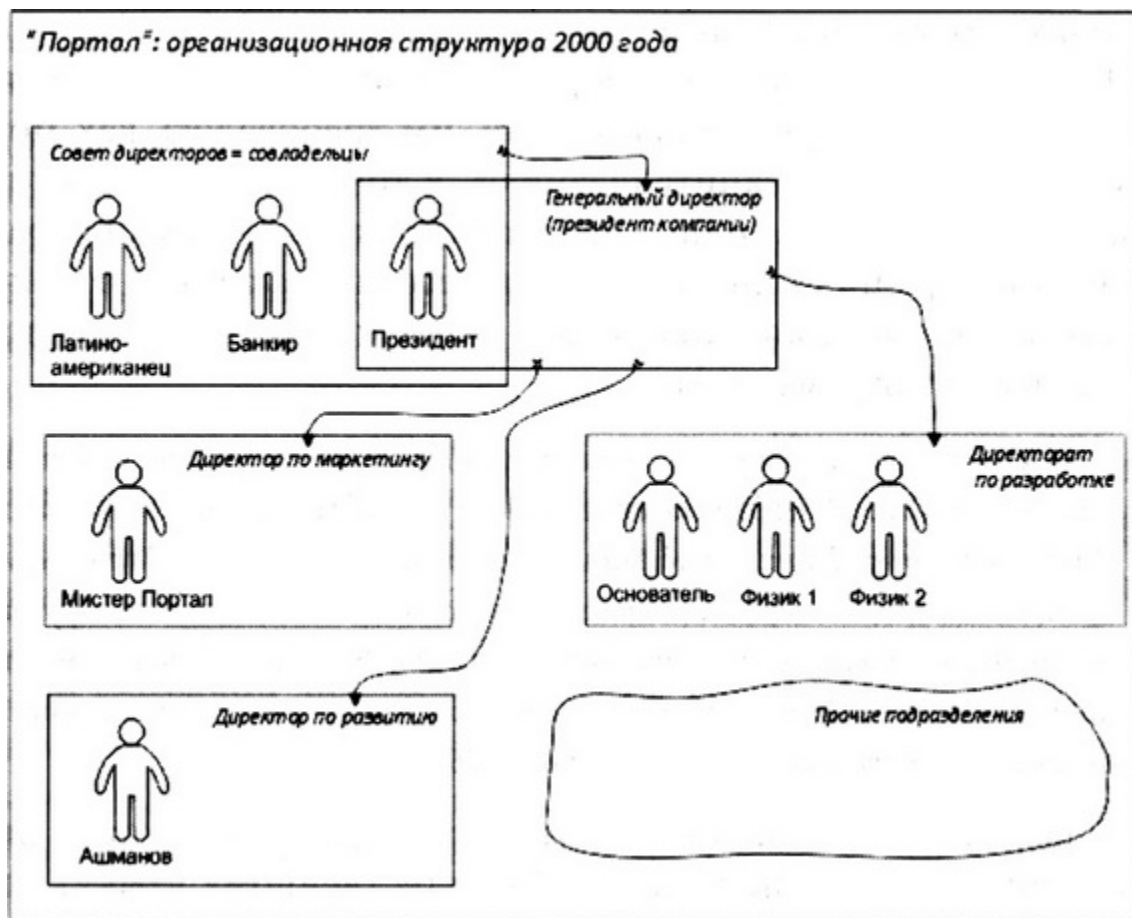 "Портал": организационная структура 2000 года
Совет директоров = совладельцы
Генеральный директор
(президент компании)
Латино-
американец
Банкир
Президент
Директор по маркетингу
Мистер Портал
Директорат
по разработке
Основатель
Физик 1
Физик 2
Директор по развитию
Ашманов
Прочие подразделения